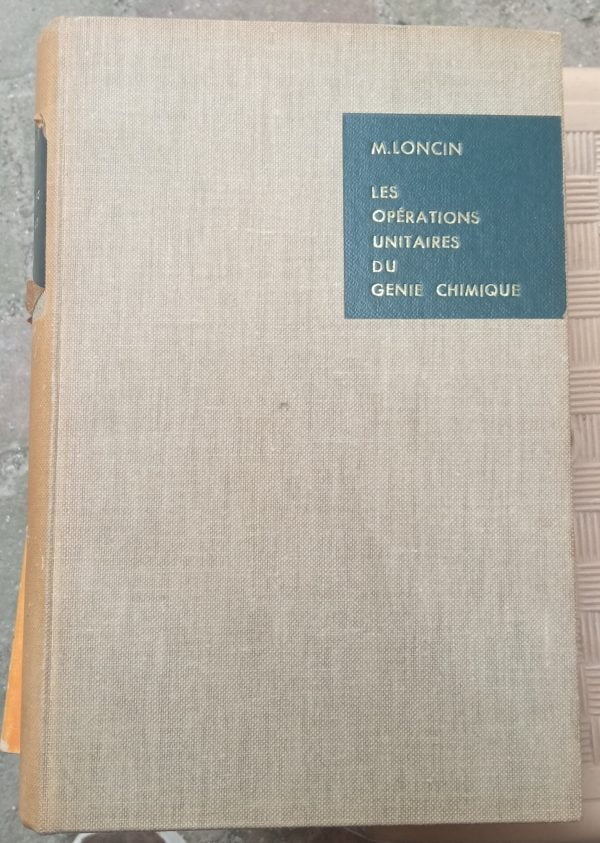 M.LONCIN
LES
OPÉRATIONS
UNITAIRES
DU
GENIE CHIMIQUE